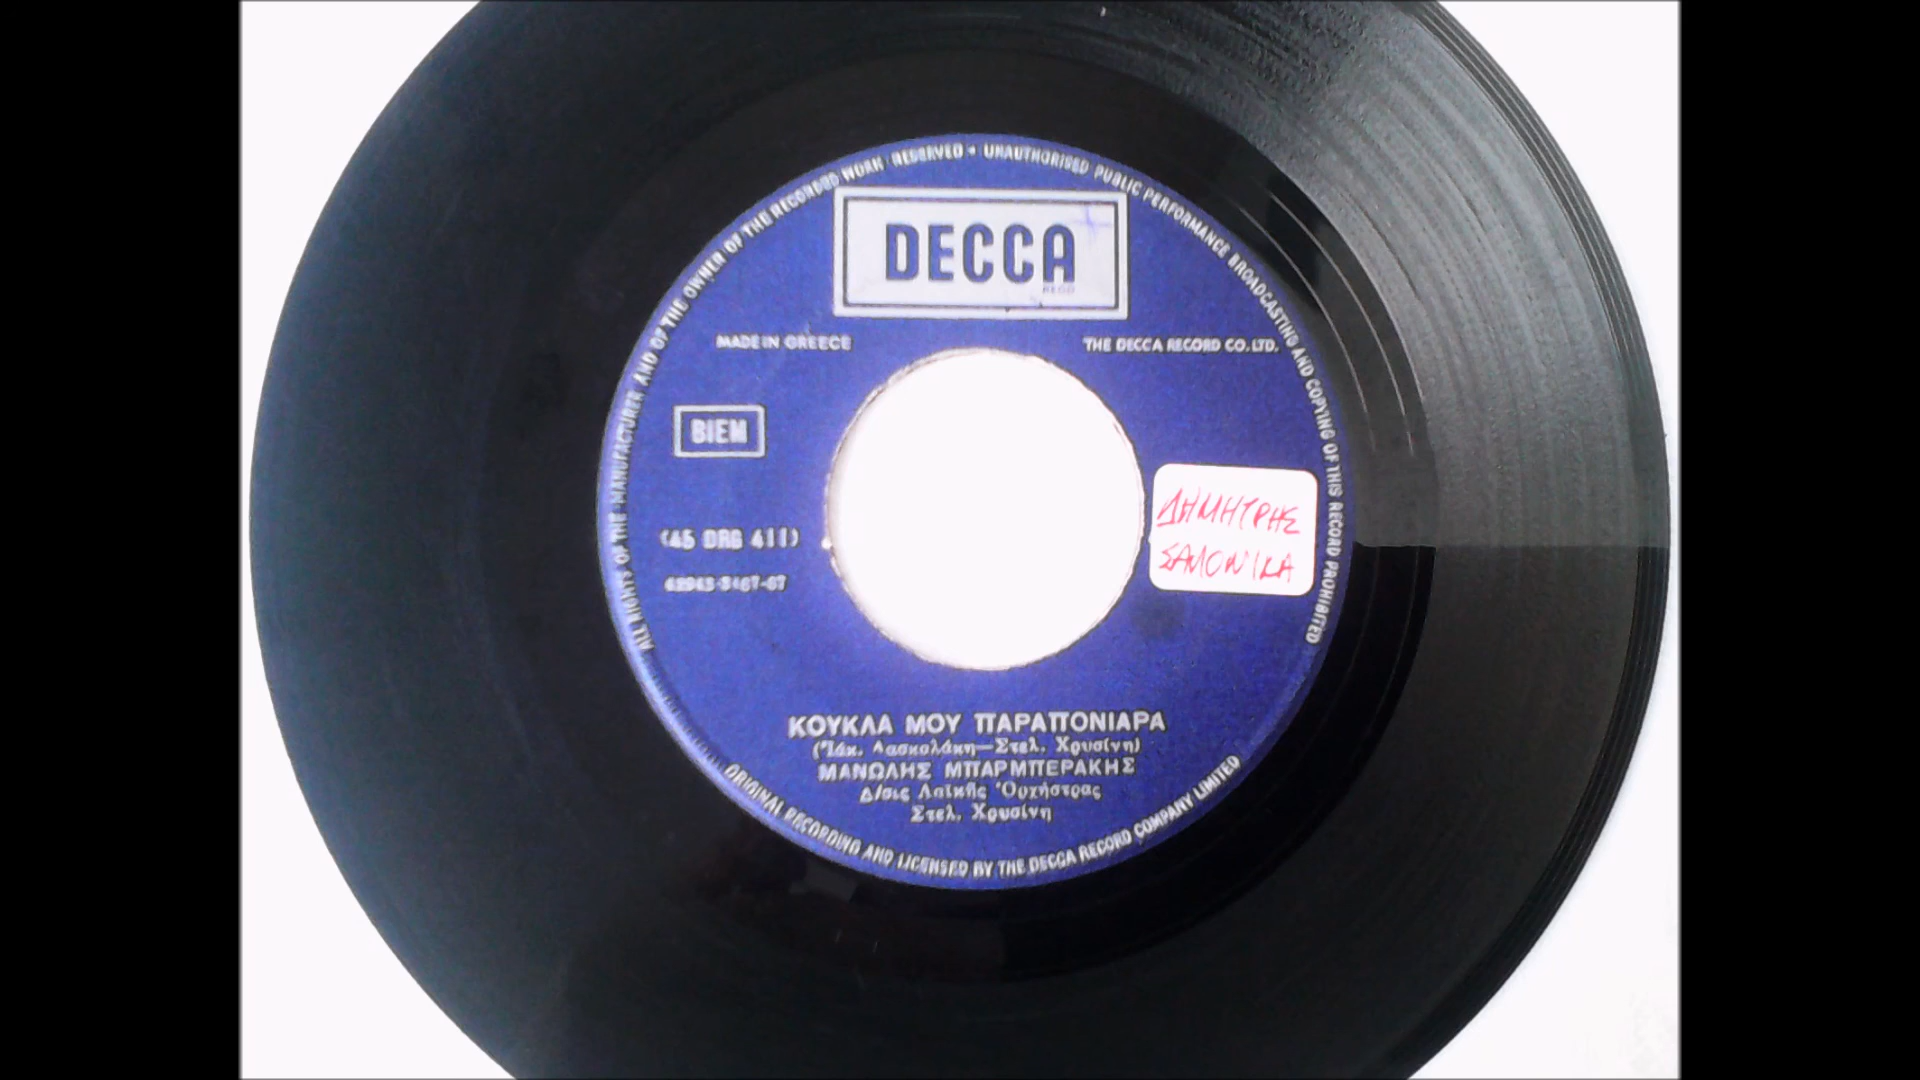 ALL RIGHTS OF THE MANUFACTURER AND OF THE OWNER OF THE RECORDED WORK RESERVED • UNAUTHORISED PUBLIC PERFORMANCE BROADCASTING AND COPYING OF THIS RECORD PROHIBITED
DECCA
REGD
MADE IN GREECE
THE DECCA RECORD CO. LTD.
BIEM
(45 DRG 411)
ΔΗΜΗΤΡΗΣ
ΣΑΛΟΝΙΚΑ
ΚΟΥΚΛΑ ΜΟΥ ΠΑΡΑΠΟΝΙΑΡΑ
(Ἰάκ. Λασκολάκη—Στελ. Χρυσίνη)
ΜΑΝΩΛΗΣ ΜΠΑΡΜΠΕΡΑΚΗΣ
Δ/σις Λαϊκῆς Ὀρχήστρας
Στελ. Χρυσίνη
ORIGINAL RECORDING AND LICENSED BY THE DECCA RECORD COMPANY LIMITED